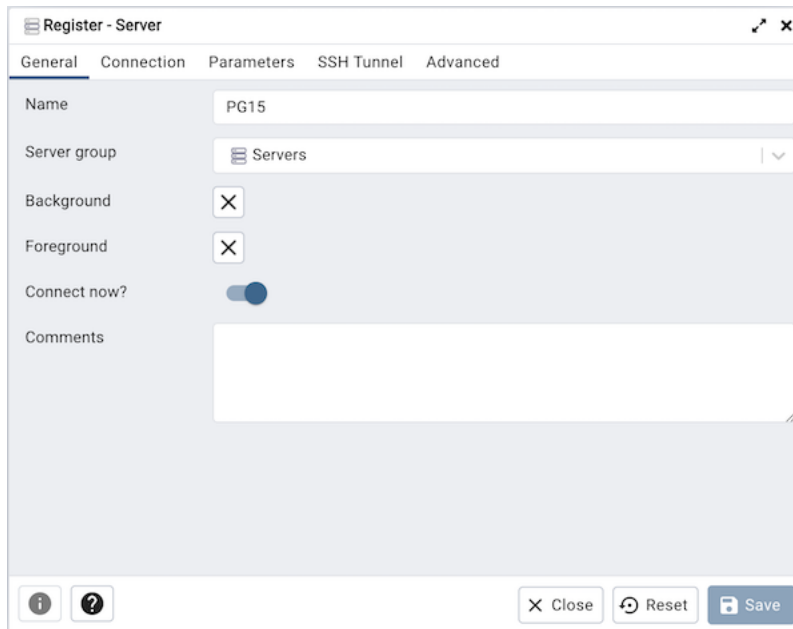 Register - Server
General Connection Parameters SSH Tunnel Advanced
Name PG15
Server group Servers
Background
Foreground
Connect now?
Comments
Close Reset Save